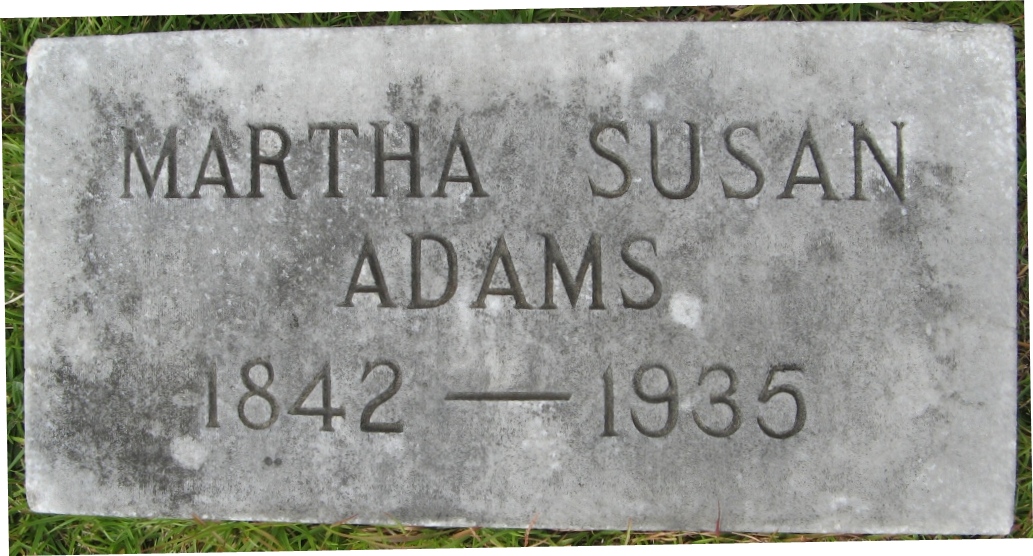 MARTHA SUSAN
ADAMS
1842 — 1935